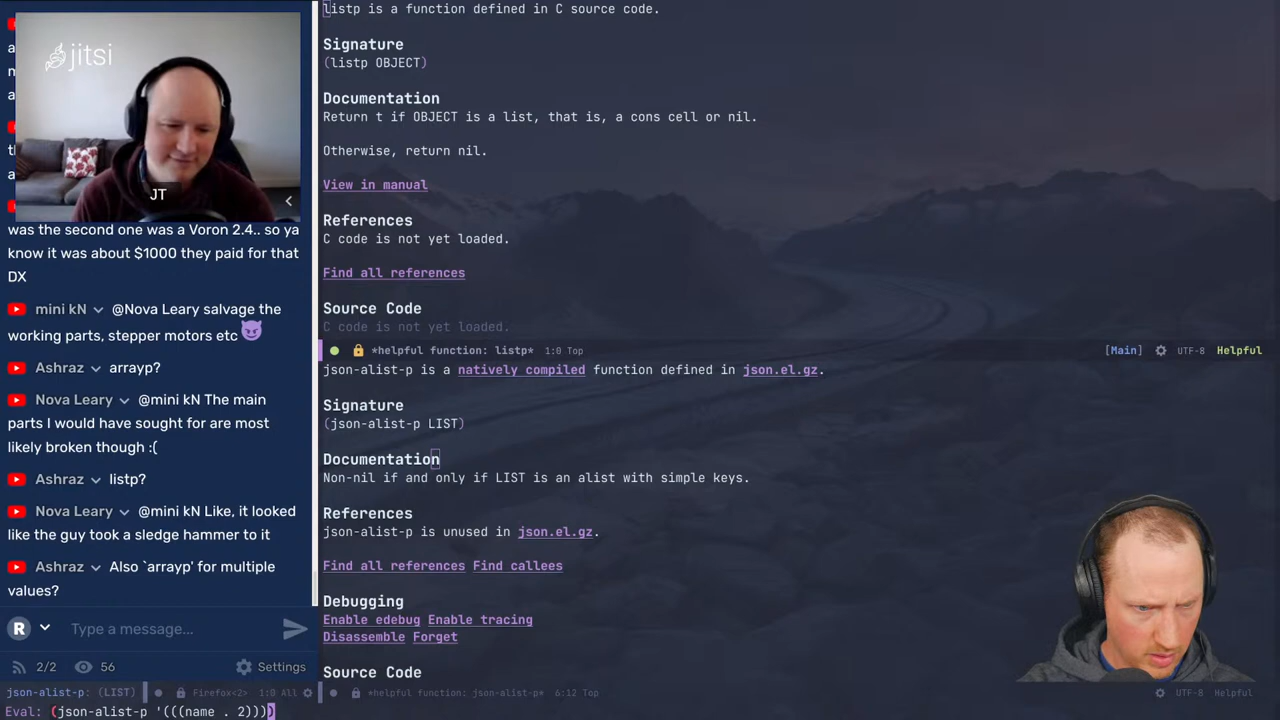 jitsi
JT
was the second one was a Voron 2.4.. so ya
know it was about $1000 they paid for that
DX
mini kN @Nova Leary salvage the
working parts, stepper motors etc
Ashraz arrayp?
Nova Leary @mini kN The main
parts I would have sought for are most
likely broken though :(
Ashraz listp?
Nova Leary @mini kN Like, it looked
like the guy took a sledge hammer to it
Ashraz Also `arrayp' for multiple
values?
R Type a message...
2/2 56 Settings
json-alist-p: (LIST) Firefox<2> 1:0 All
Eval: (json-alist-p '(((name . 2))))
listp is a function defined in C source code.
Signature
(listp OBJECT)
Documentation
Return t if OBJECT is a list, that is, a cons cell or nil.
Otherwise, return nil.
View in manual
References
C code is not yet loaded.
Find all references
Source Code
C code is not yet loaded.
*helpful function: listp* 1:0 Top [Main] UTF-8 Helpful
json-alist-p is a natively compiled function defined in json.el.gz.
Signature
(json-alist-p LIST)
Documentation
Non-nil if and only if LIST is an alist with simple keys.
References
json-alist-p is unused in json.el.gz.
Find all references Find callees
Debugging
Enable edebug Enable tracing
Disassemble Forget
Source Code
*helpful function: json-alist-p* 6:12 Top UTF-8 Helpful